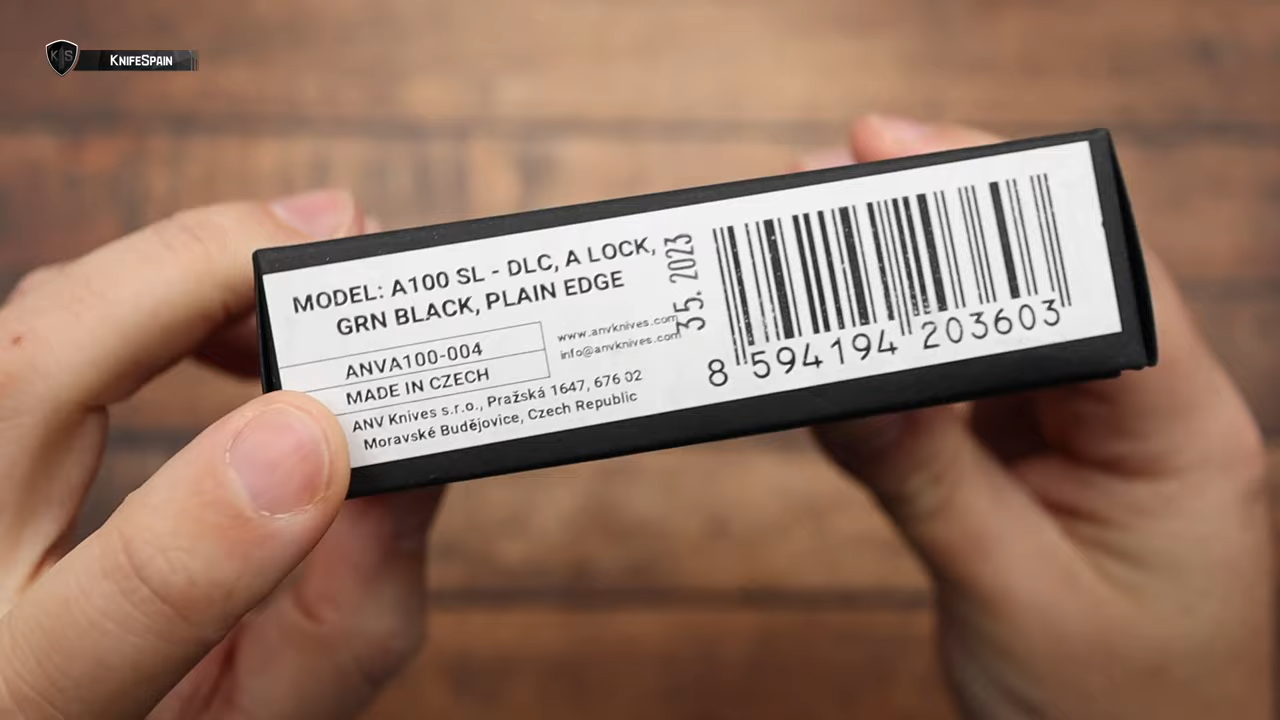 KS
KNIFESPAIN
MODEL: A100 SL - DLC, A LOCK,
GRN BLACK, PLAIN EDGE
ANVA100-004
MADE IN CZECH
www.anvknives.com
info@anvknives.com
ANV Knives s.r.o., Pražská 1647, 676 02
Moravské Budějovice, Czech Republic
35. 2023
8 594194 203603